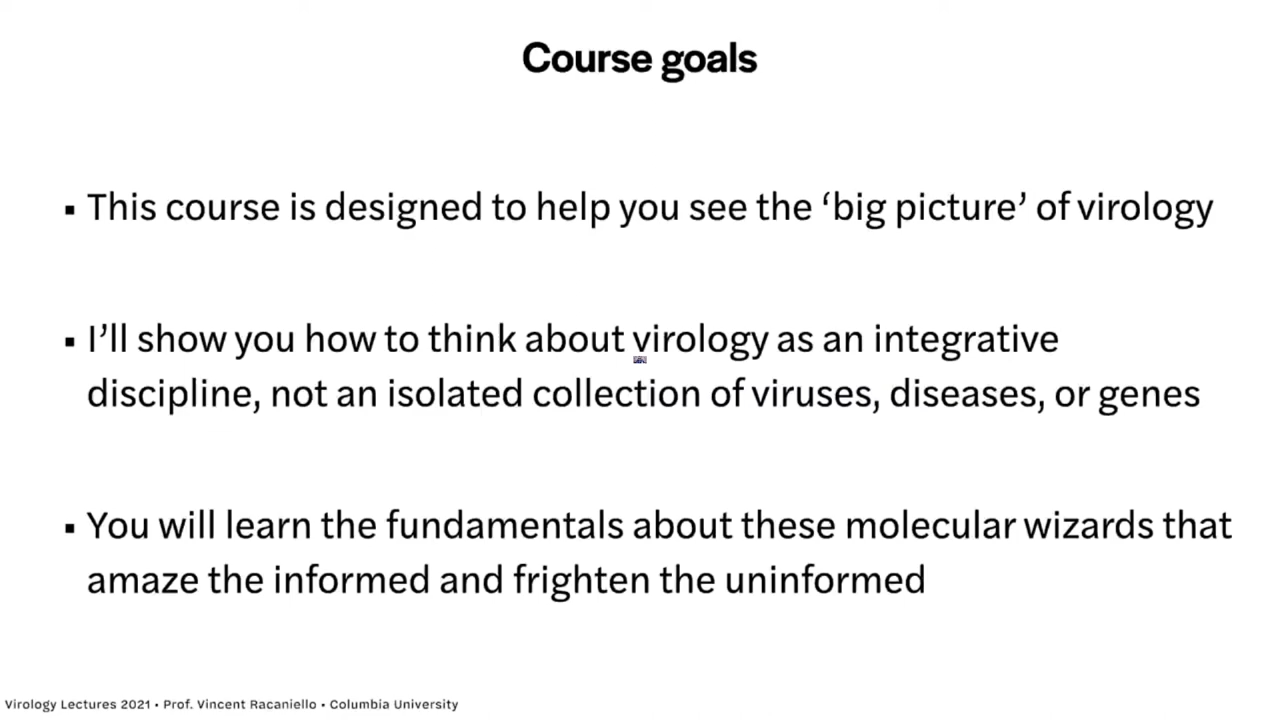 Course goals
▪ This course is designed to help you see the ‘big picture’ of virology
▪ I’ll show you how to think about virology as an integrative
discipline, not an isolated collection of viruses, diseases, or genes
▪ You will learn the fundamentals about these molecular wizards that
amaze the informed and frighten the uninformed
Virology Lectures 2021 • Prof. Vincent Racaniello • Columbia University